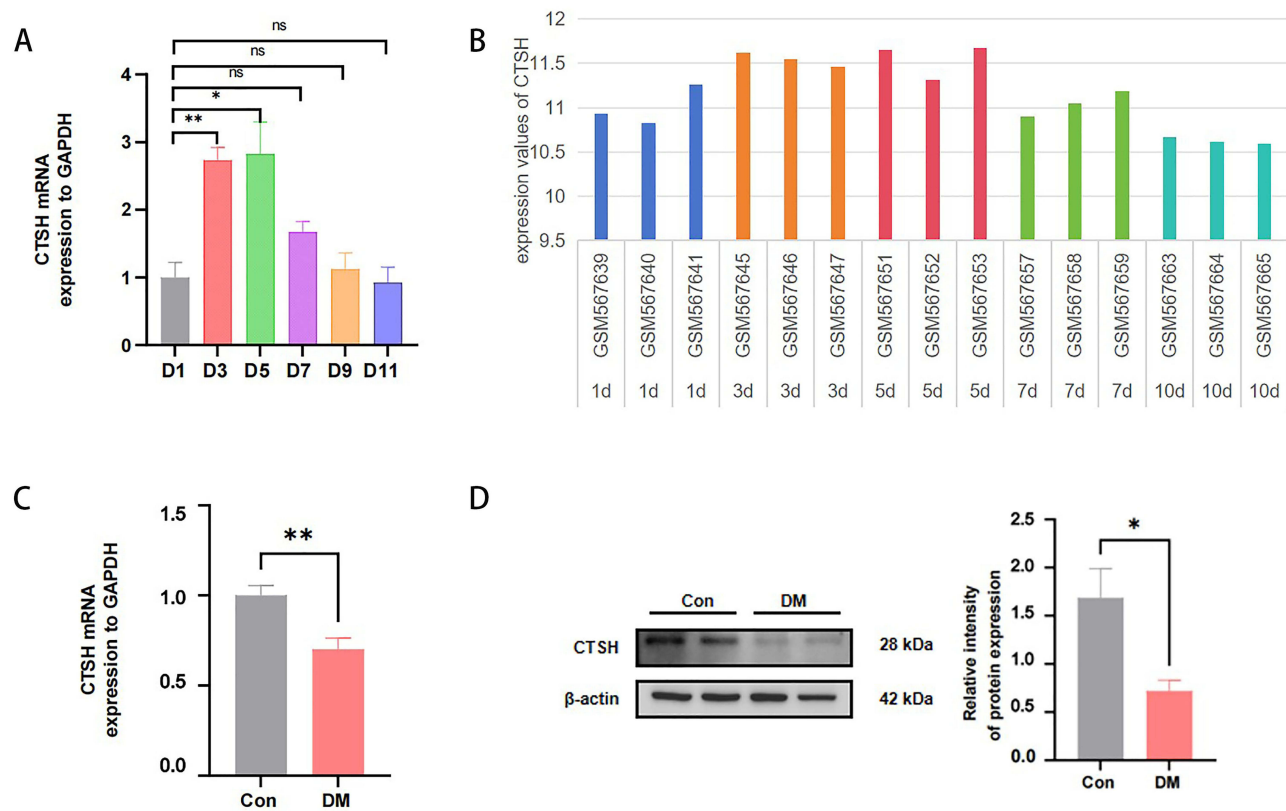 A
ns
ns
ns
*
**
4
3
2
1
0
CTSH mRNA
expression to GAPDH
D1 D3 D5 D7 D9 D11
B
expression values of CTSH
12
11.5
11
10.5
10
9.5
GSM567639 GSM567640 GSM567641 GSM567645 GSM567646 GSM567647 GSM567651 GSM567652 GSM567653 GSM567657 GSM567658 GSM567659 GSM567663 GSM567664 GSM567665
1d 1d 1d 3d 3d 3d 5d 5d 5d 7d 7d 7d 10d 10d 10d
C
CTSH mRNA
expression to GAPDH
1.5
1.0
0.5
0.0
**
Con DM
D
Con DM
CTSH 28 kDa
β-actin 42 kDa
Relative intensity
of protein expression
2.5
2.0
1.5
1.0
0.5
0.0
*
Con DM